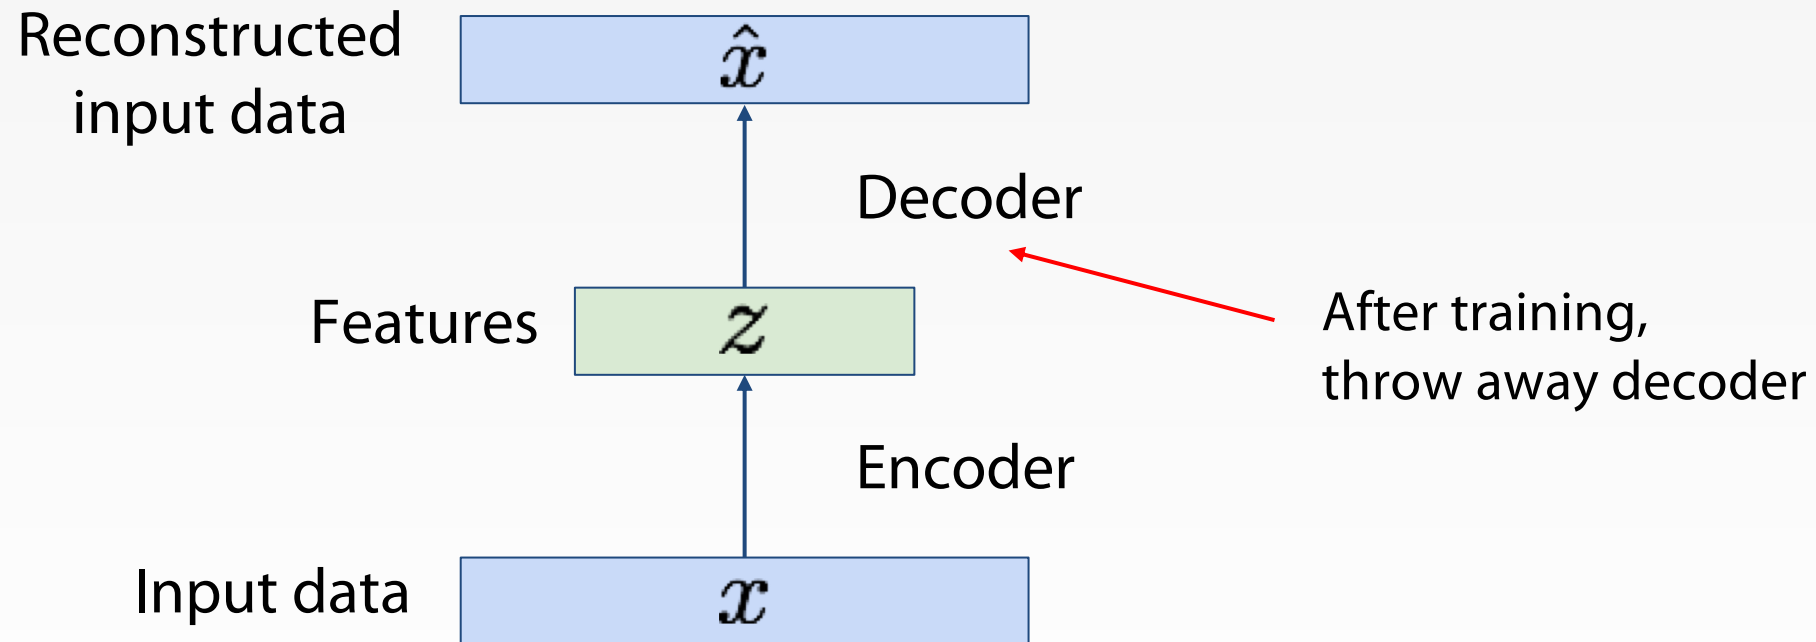 Reconstructed
input data
x̂
Decoder
Features
z
After training,
throw away decoder
Encoder
Input data
x